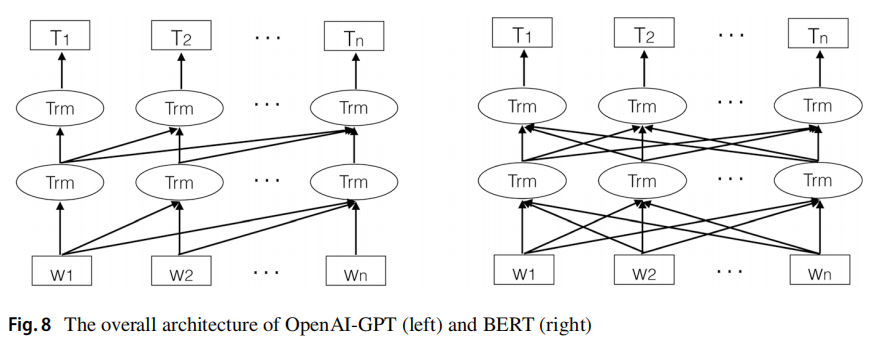 T1 T2 ... Tn T1 T2 ... Tn
Trm Trm ... Trm Trm Trm ... Trm
Trm Trm ... Trm Trm Trm ... Trm
W1 W2 ... Wn W1 W2 ... Wn
Fig. 8 The overall architecture of OpenAI-GPT (left) and BERT (right)